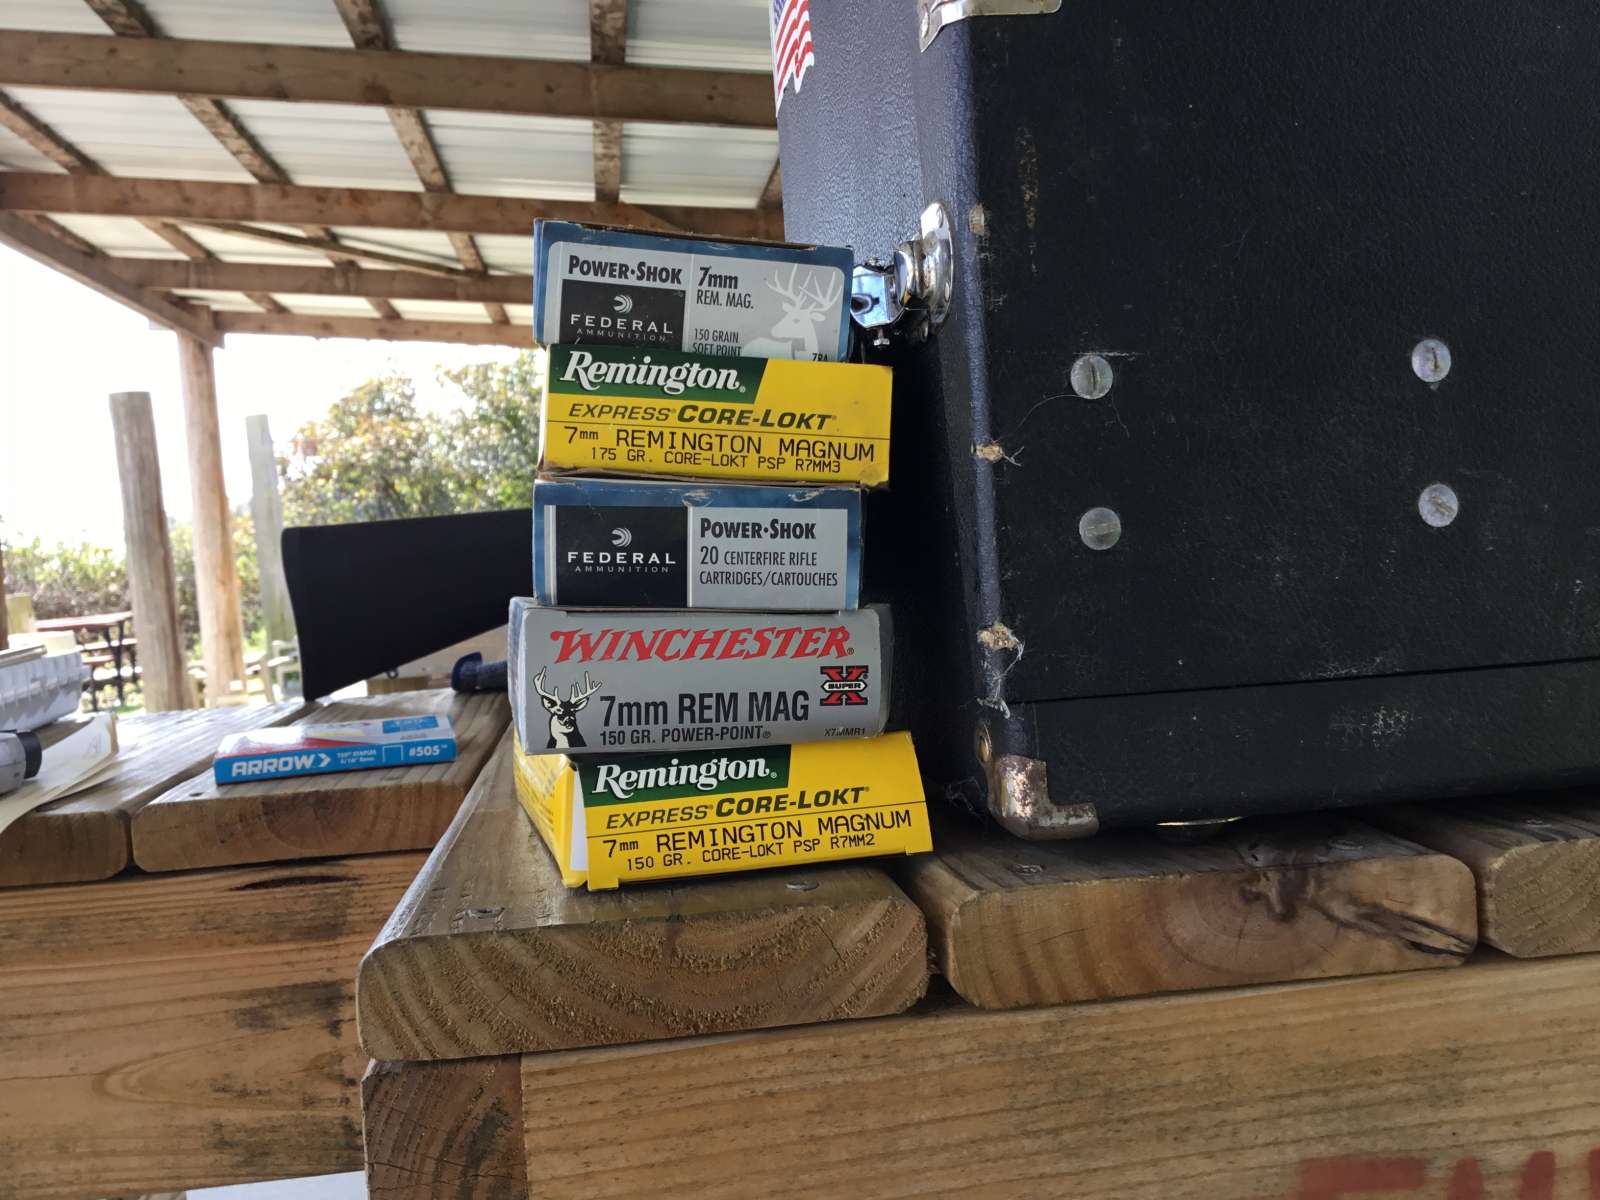 POWER·SHOK
7mm
REM. MAG.
FEDERAL
AMMUNITION
150 GRAIN
SOFT POINT
Remington®
EXPRESS® CORE-LOKT®
7mm REMINGTON MAGNUM
175 GR. CORE-LOKT PSP R7MM3
FEDERAL
AMMUNITION
POWER·SHOK
20 CENTERFIRE RIFLE
CARTRIDGES/CARTOUCHES
WINCHESTER®
SUPER X
7mm REM MAG
150 GR. POWER-POINT®
X7MMR1
Remington®
EXPRESS® CORE-LOKT®
7mm REMINGTON MAGNUM
150 GR. CORE-LOKT PSP R7MM2
ARROW
#505